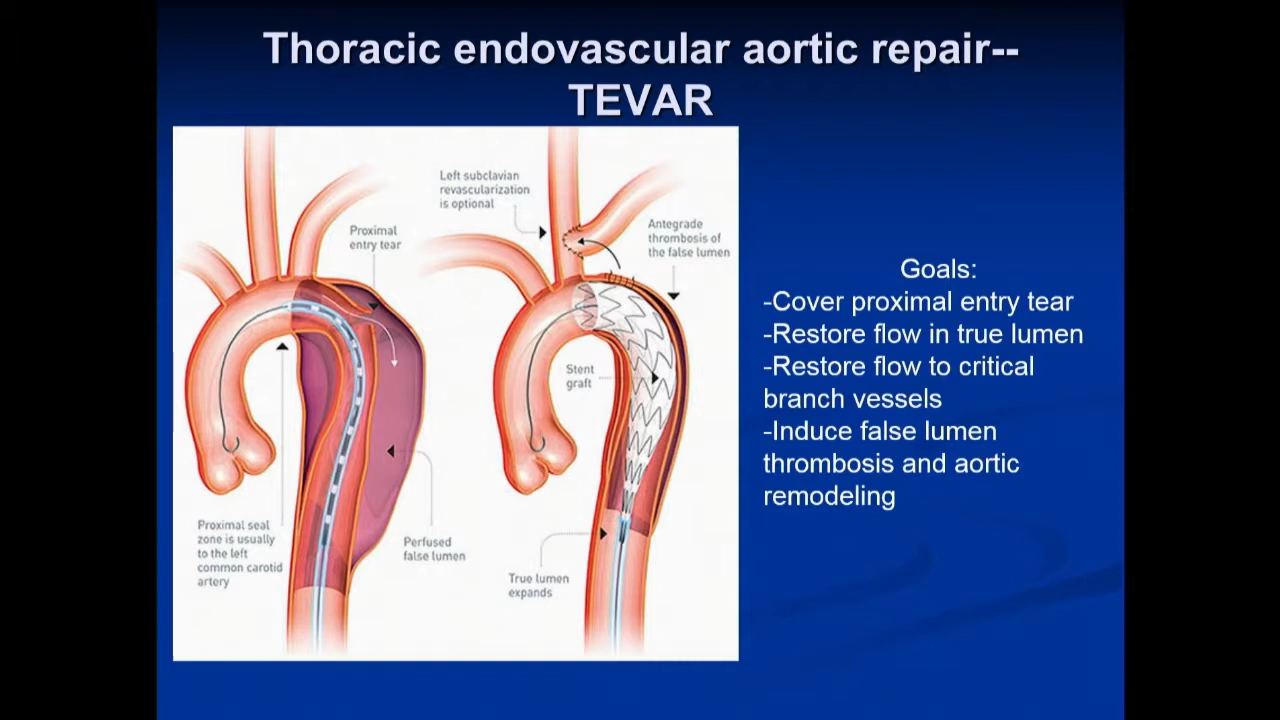 Thoracic endovascular aortic repair--
TEVAR
Left subclavian
revascularization
is optional
Proximal
entry tear
Antegrade
thrombosis of
the false lumen
Stent
graft
Proximal seal
zone is usually
to the left
common carotid
artery
Perfused
false lumen
True lumen
expands
Goals:
-Cover proximal entry tear
-Restore flow in true lumen
-Restore flow to critical
branch vessels
-Induce false lumen
thrombosis and aortic
remodeling